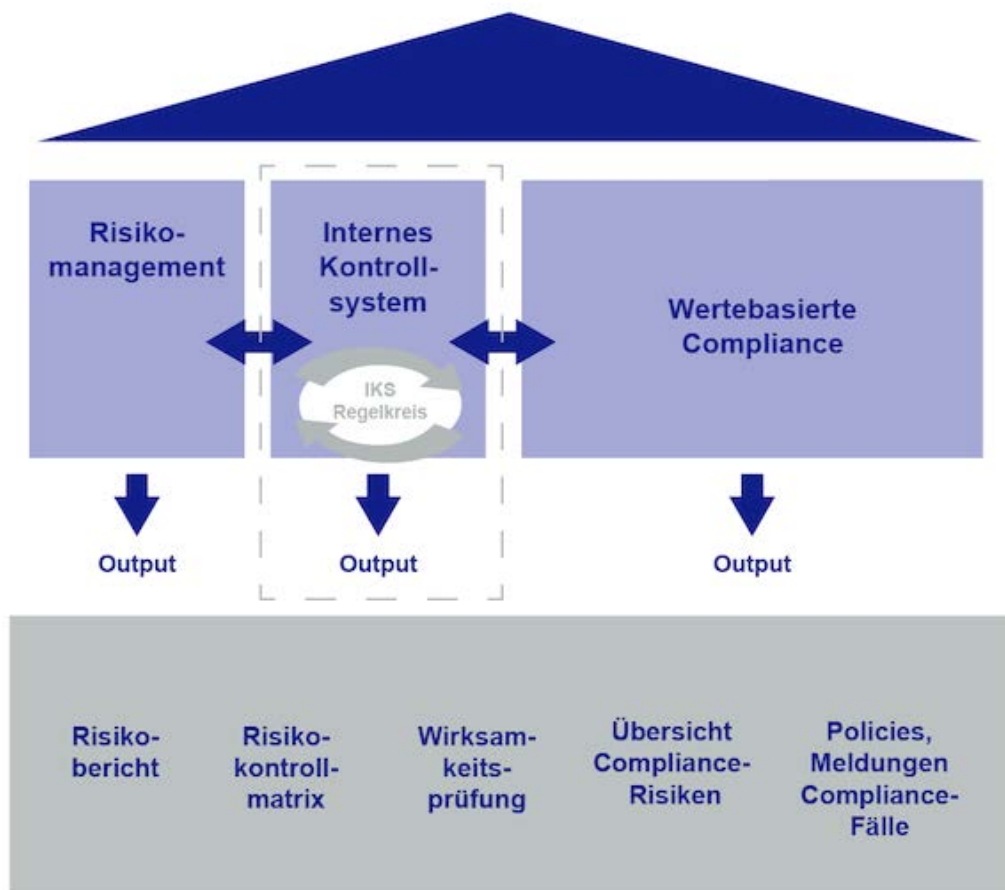 Risiko-
management
Internes
Kontroll-
system
Wertebasierte
Compliance
IKS
Regelkreis
Output
Output
Output
Risiko-
bericht
Risiko-
kontroll-
matrix
Wirksam-
keits-
prüfung
Übersicht
Compliance-
Risiken
Policies,
Meldungen
Compliance-
Fälle